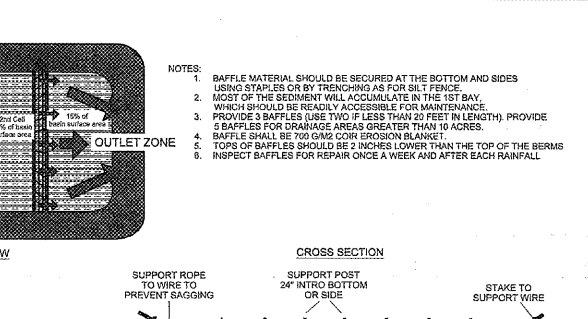 NOTES:
1. BAFFLE MATERIAL SHOULD BE SECURED AT THE BOTTOM AND SIDES
USING STAPLES OR BY TRENCHING AS FOR SILT FENCE.
2. MOST OF THE SEDIMENT WILL ACCUMULATE IN THE 1ST BAY,
WHICH SHOULD BE READILY ACCESSIBLE FOR MAINTENANCE.
3. PROVIDE 3 BAFFLES (USE TWO IF LESS THAN 20 FEET IN LENGTH). PROVIDE
5 BAFFLES FOR DRAINAGE AREAS GREATER THAN 10 ACRES.
4. BAFFLE SHALL BE 700 G/M2 COIR EROSION BLANKET.
5. TOPS OF BAFFLES SHOULD BE 2 INCHES LOWER THAN THE TOP OF THE BERMS
6. INSPECT BAFFLES FOR REPAIR ONCE A WEEK AND AFTER EACH RAINFALL
2nd Cell
% of basin
rface area
15% of
basin surface area
OUTLET ZONE
W
CROSS SECTION
SUPPORT ROPE
TO WIRE TO
PREVENT SAGGING
SUPPORT POST
24" INTRO BOTTOM
OR SIDE
STAKE TO
SUPPORT WIRE